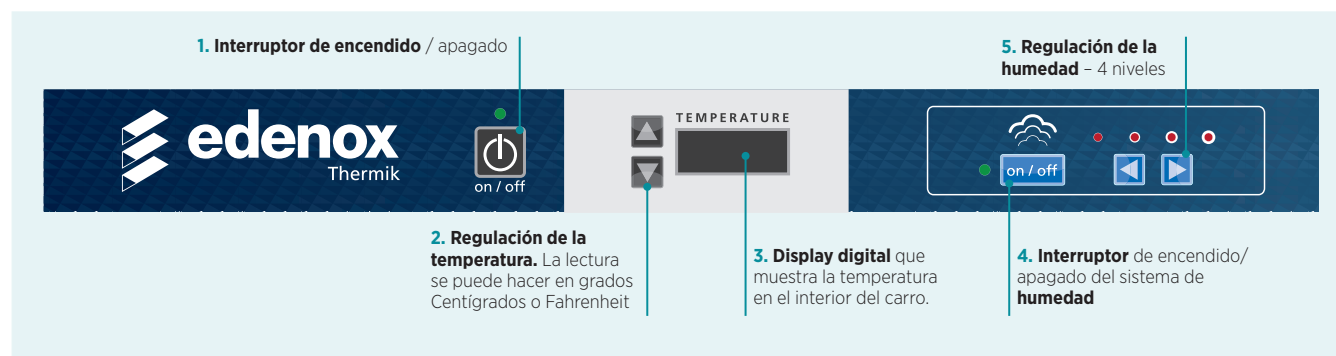 1. Interruptor de encendido / apagado
5. Regulación de la
humedad – 4 niveles
edenox
Thermik
on / off
TEMPERATURE
on / off
2. Regulación de la
temperatura. La lectura
se puede hacer en grados
Centígrados o Fahrenheit
3. Display digital que
muestra la temperatura
en el interior del carro.
4. Interruptor de encendido/
apagado del sistema de
humedad